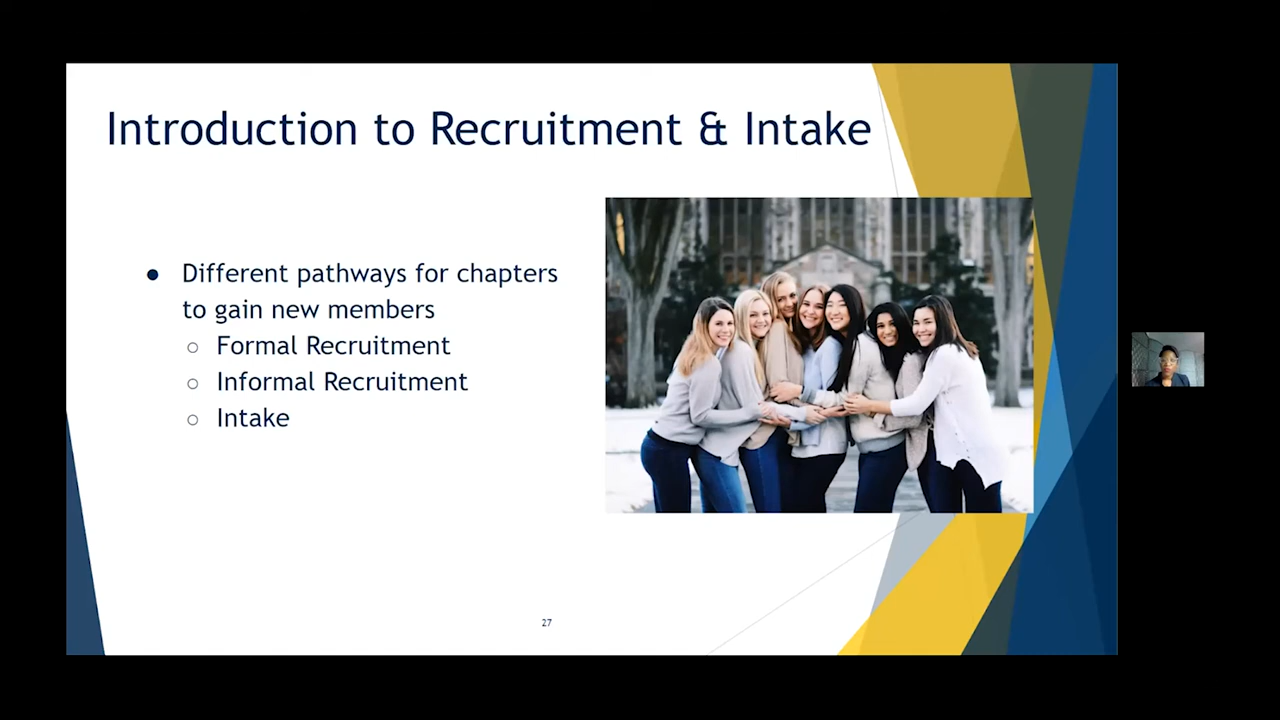 Introduction to Recruitment & Intake
● Different pathways for chapters
to gain new members
○ Formal Recruitment
○ Informal Recruitment
○ Intake
27